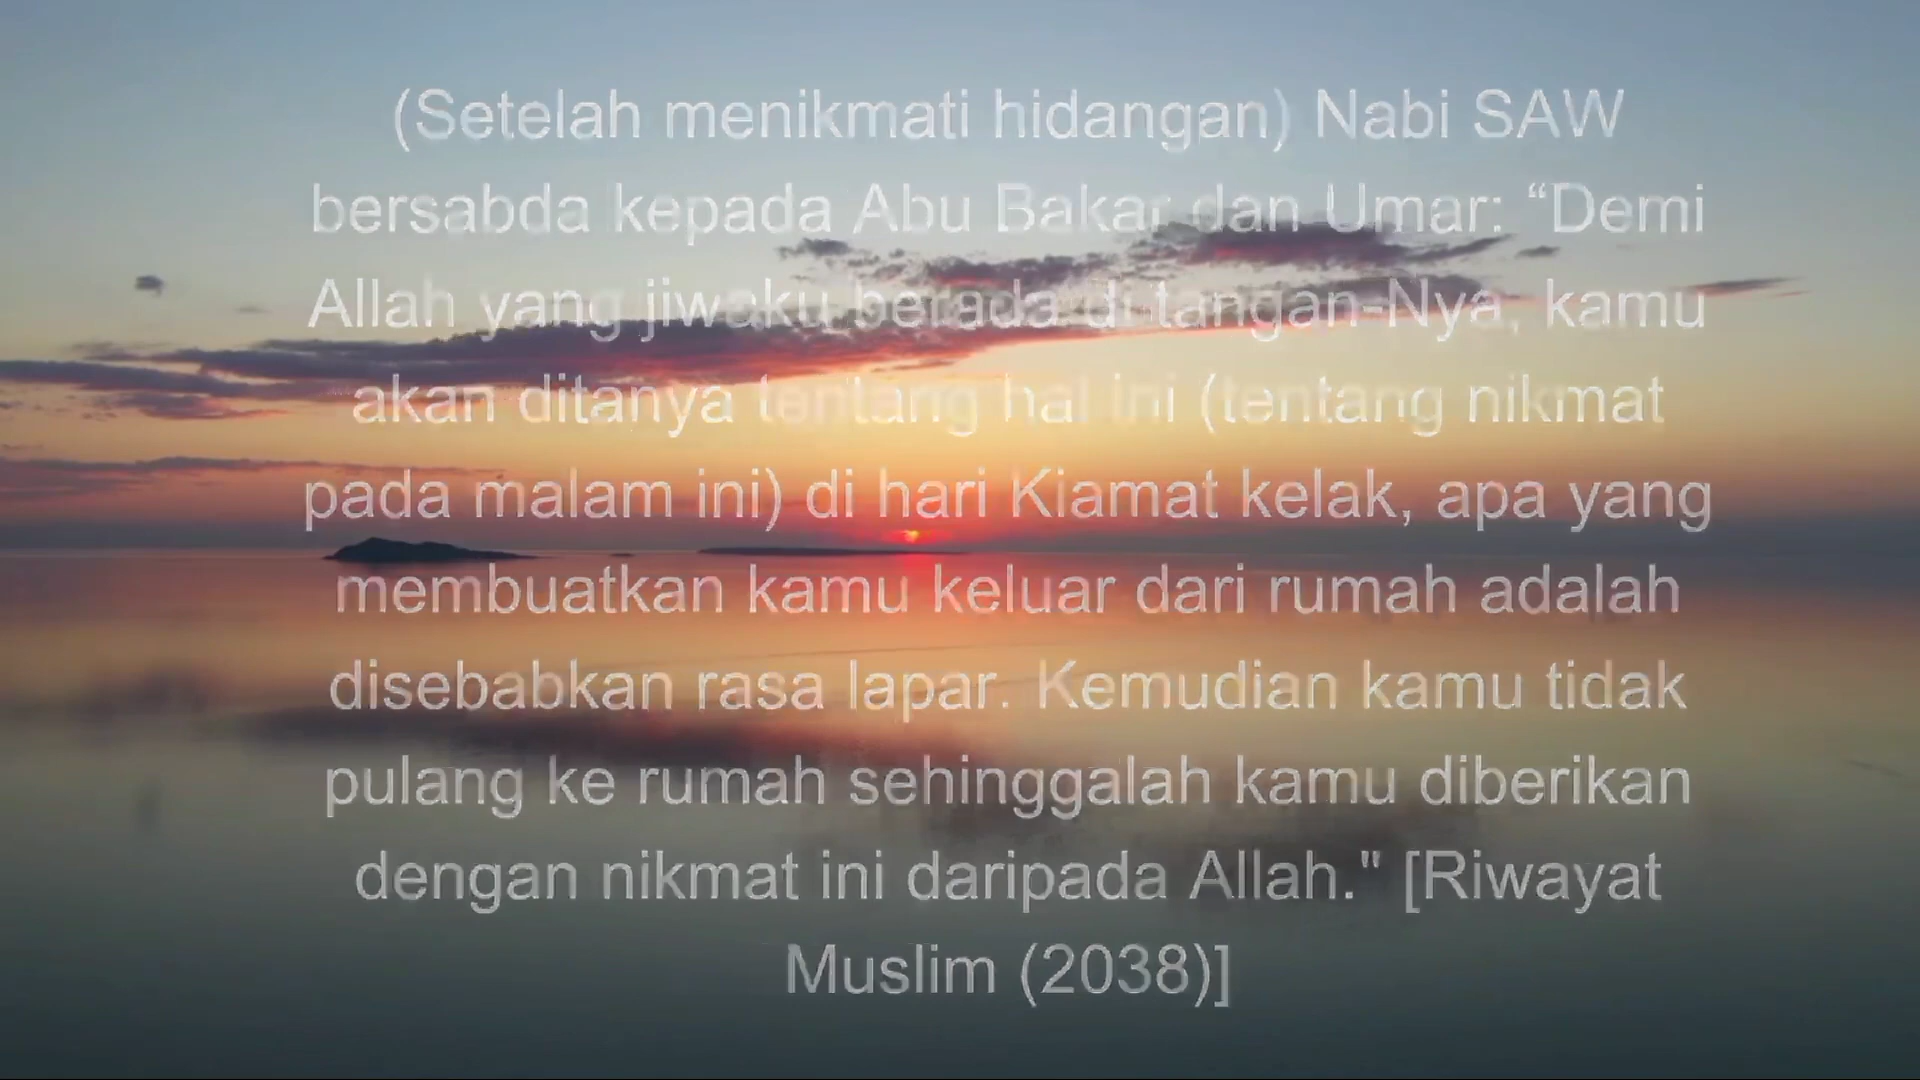 (Setelah menikmati hidangan) Nabi SAW
bersabda kepada Abu Bakar dan Umar: “Demi
Allah yang jiwaku berada di tangan-Nya, kamu
akan ditanya tentang hal ini (tentang nikmat
pada malam ini) di hari Kiamat kelak, apa yang
membuatkan kamu keluar dari rumah adalah
disebabkan rasa lapar. Kemudian kamu tidak
pulang ke rumah sehinggalah kamu diberikan
dengan nikmat ini daripada Allah." [Riwayat
Muslim (2038)]